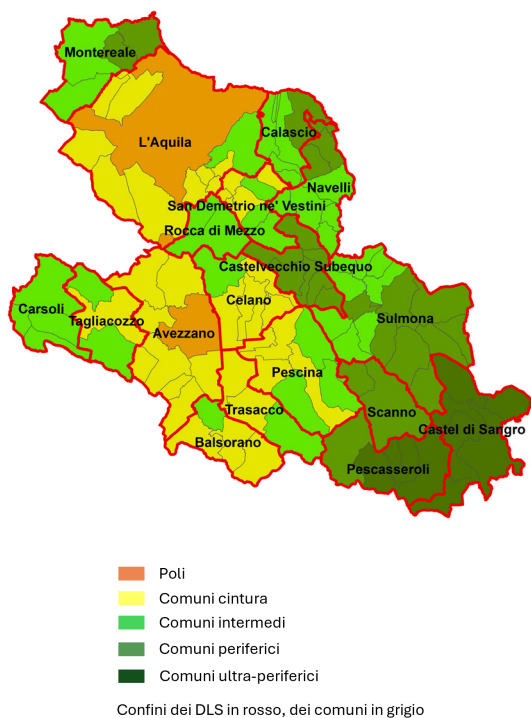 Montereale
L'Aquila
Calascio
Navelli
San Demetrio ne' Vestini
Rocca di Mezzo
Castelvecchio Subequo
Carsoli
Tagliacozzo
Celano
Avezzano
Sulmona
Pescina
Trasacco
Scanno
Balsorano
Castel di Sangro
Pescasseroli
Poli
Comuni cintura
Comuni intermedi
Comuni periferici
Comuni ultra-periferici
Confini dei DLS in rosso, dei comuni in grigio